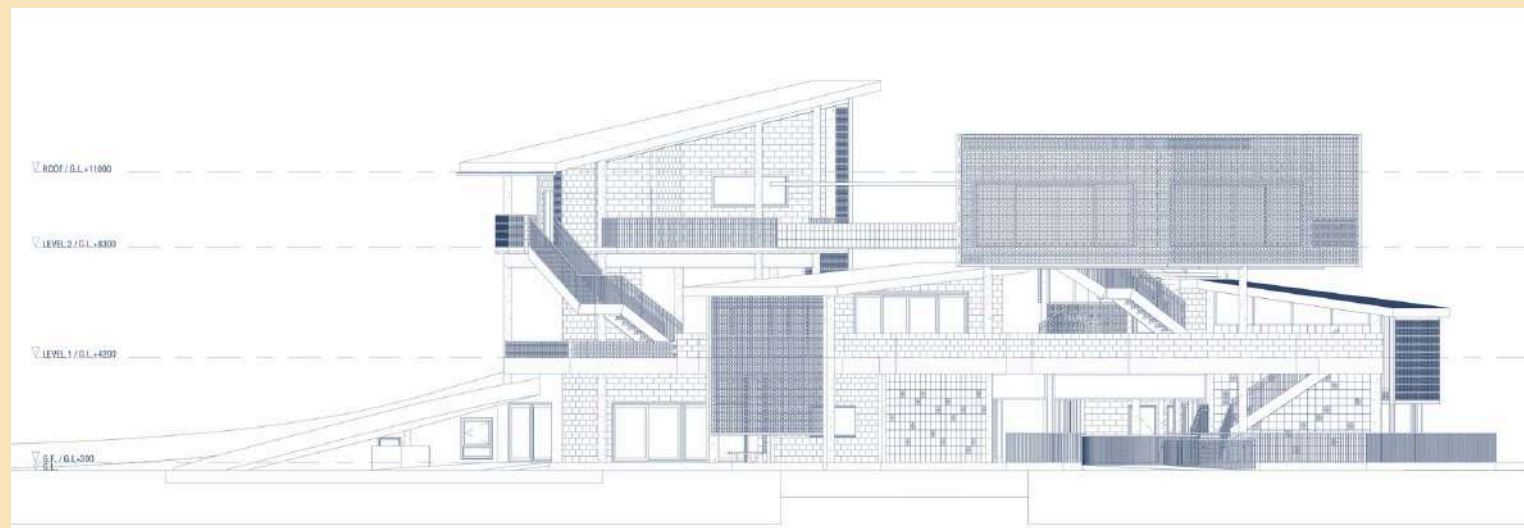 ROOF / G.L.+11000
LEVEL 2 / G.L.+8300
LEVEL 1 / G.L.+4200
G.F. / G.L+300
G.L.